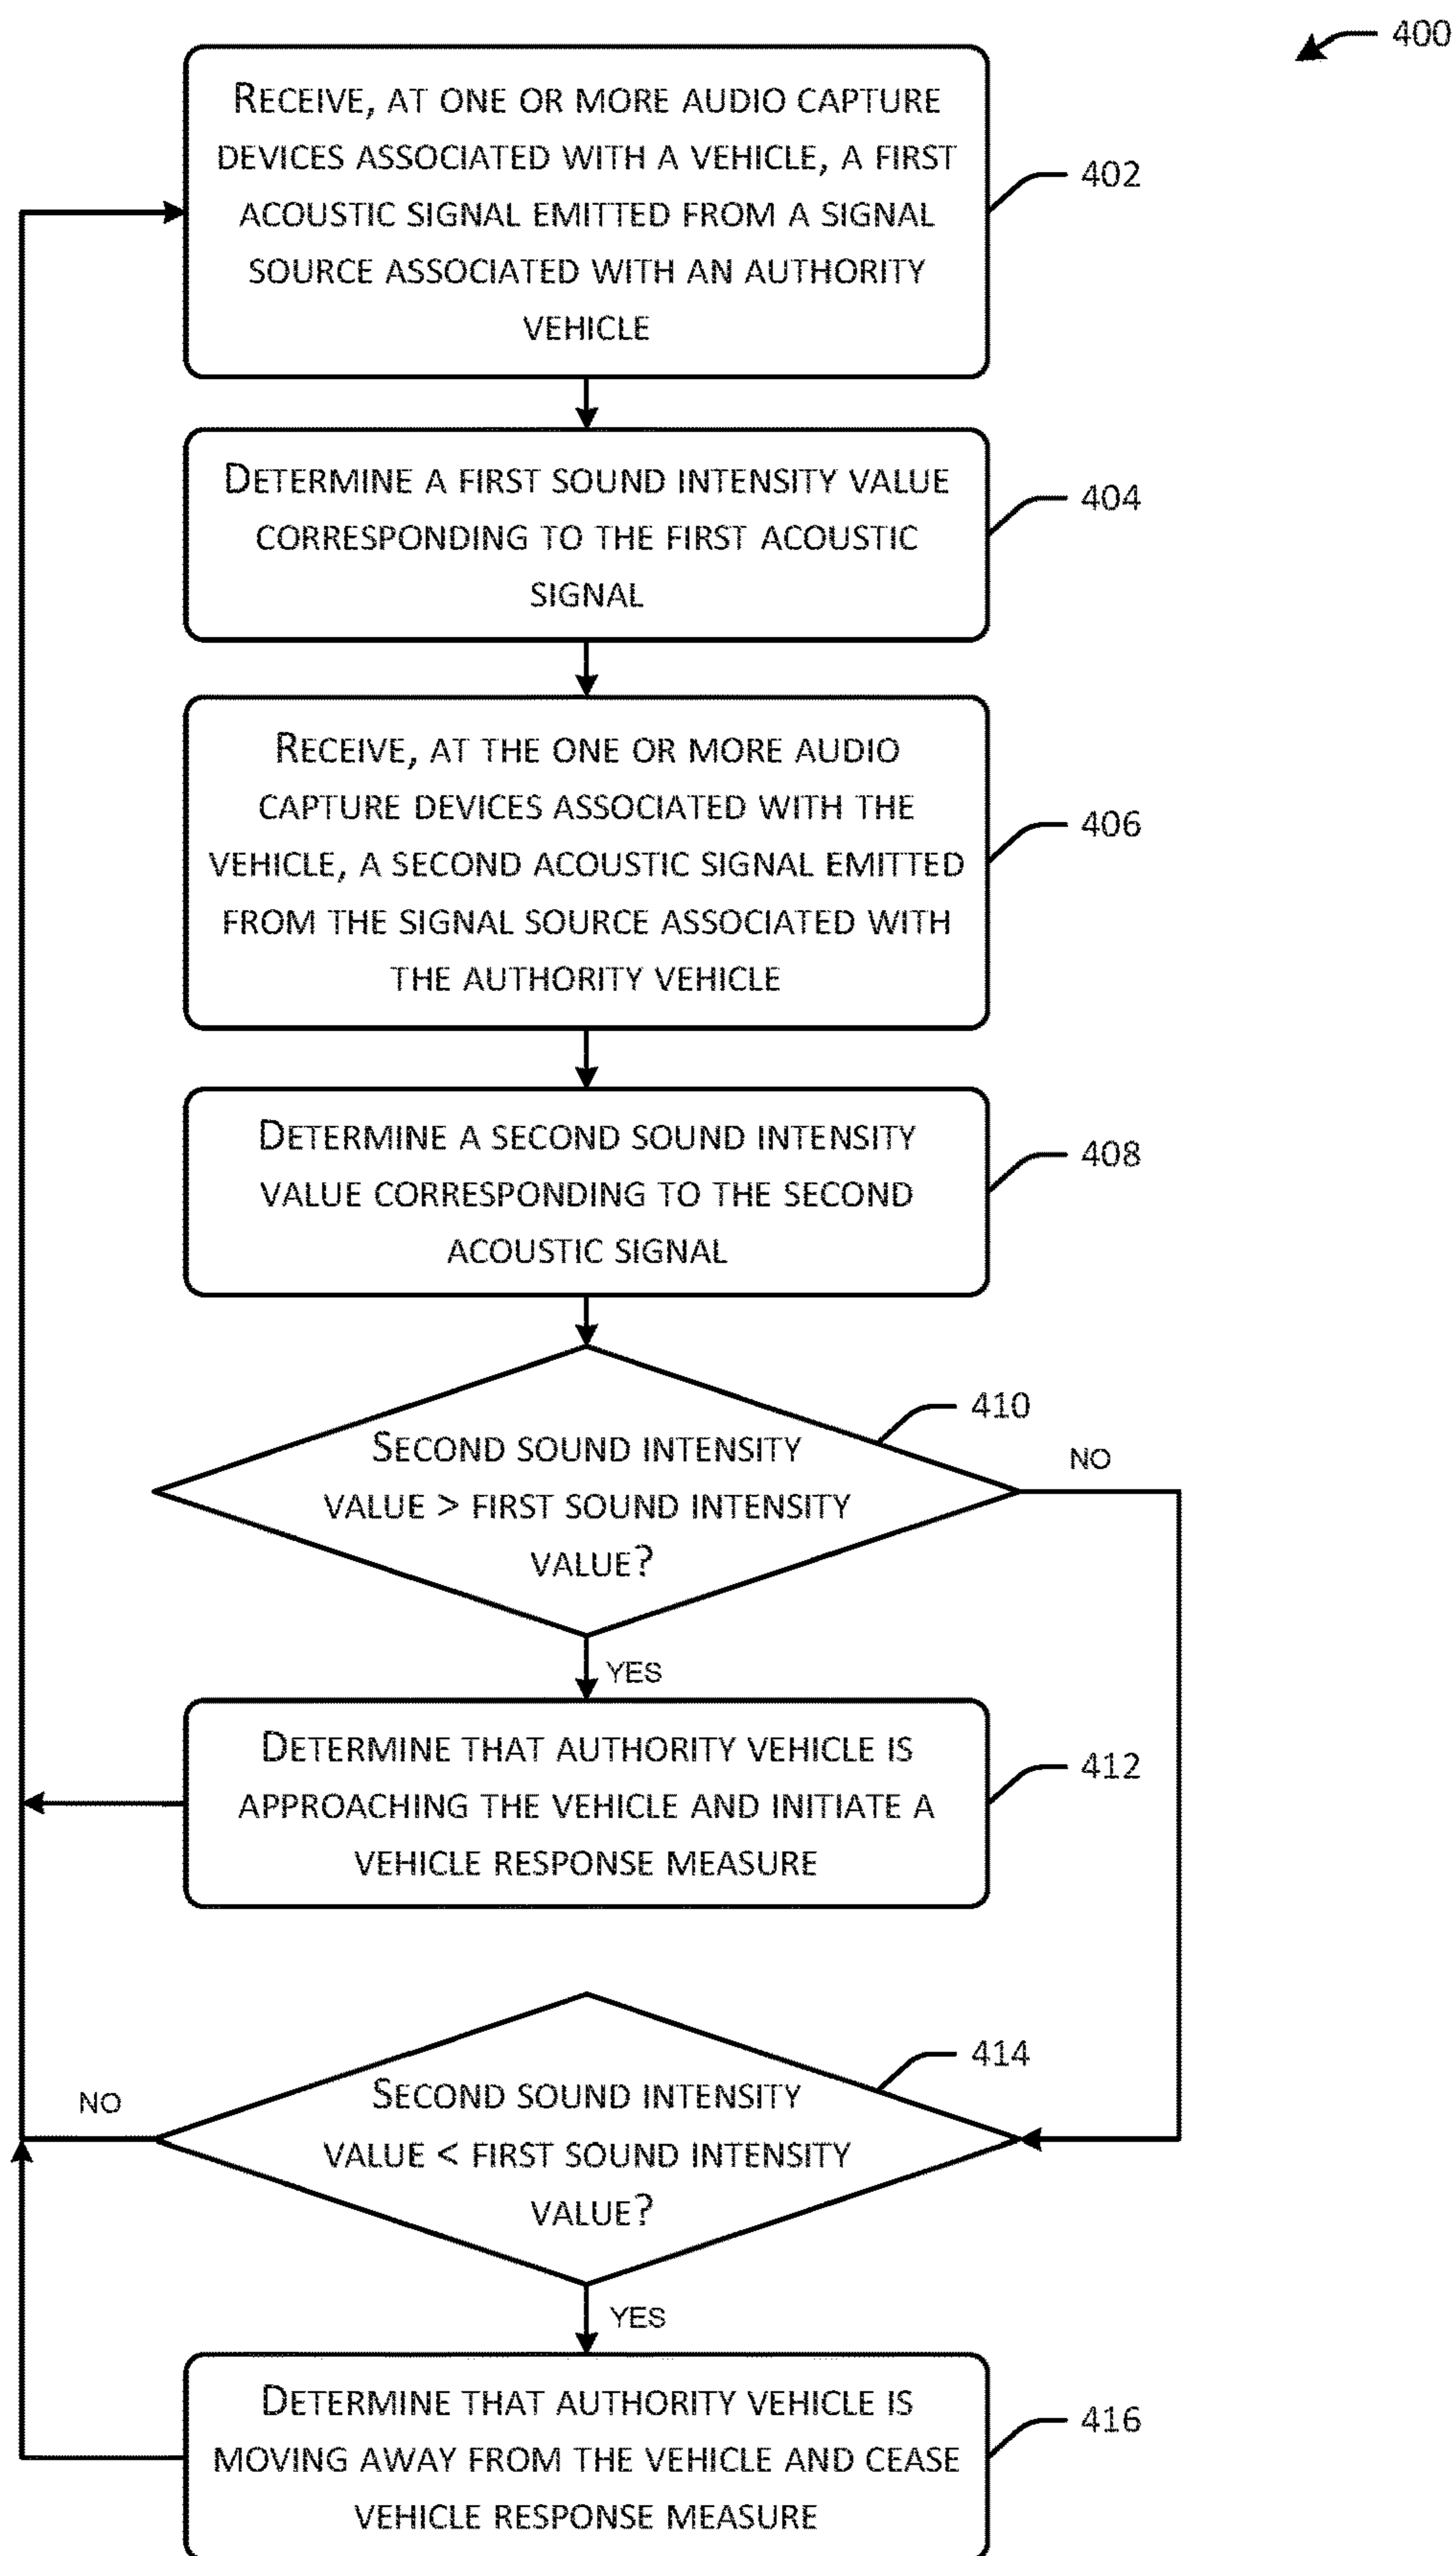 400
RECEIVE, AT ONE OR MORE AUDIO CAPTURE
DEVICES ASSOCIATED WITH A VEHICLE, A FIRST
ACOUSTIC SIGNAL EMITTED FROM A SIGNAL
SOURCE ASSOCIATED WITH AN AUTHORITY
VEHICLE
402
DETERMINE A FIRST SOUND INTENSITY VALUE
CORRESPONDING TO THE FIRST ACOUSTIC
SIGNAL
404
RECEIVE, AT THE ONE OR MORE AUDIO
CAPTURE DEVICES ASSOCIATED WITH THE
VEHICLE, A SECOND ACOUSTIC SIGNAL EMITTED
FROM THE SIGNAL SOURCE ASSOCIATED WITH
THE AUTHORITY VEHICLE
406
DETERMINE A SECOND SOUND INTENSITY
VALUE CORRESPONDING TO THE SECOND
ACOUSTIC SIGNAL
408
SECOND SOUND INTENSITY
VALUE > FIRST SOUND INTENSITY
VALUE?
410
NO
YES
DETERMINE THAT AUTHORITY VEHICLE IS
APPROACHING THE VEHICLE AND INITIATE A
VEHICLE RESPONSE MEASURE
412
SECOND SOUND INTENSITY
VALUE < FIRST SOUND INTENSITY
VALUE?
414
NO
YES
DETERMINE THAT AUTHORITY VEHICLE IS
MOVING AWAY FROM THE VEHICLE AND CEASE
VEHICLE RESPONSE MEASURE
416